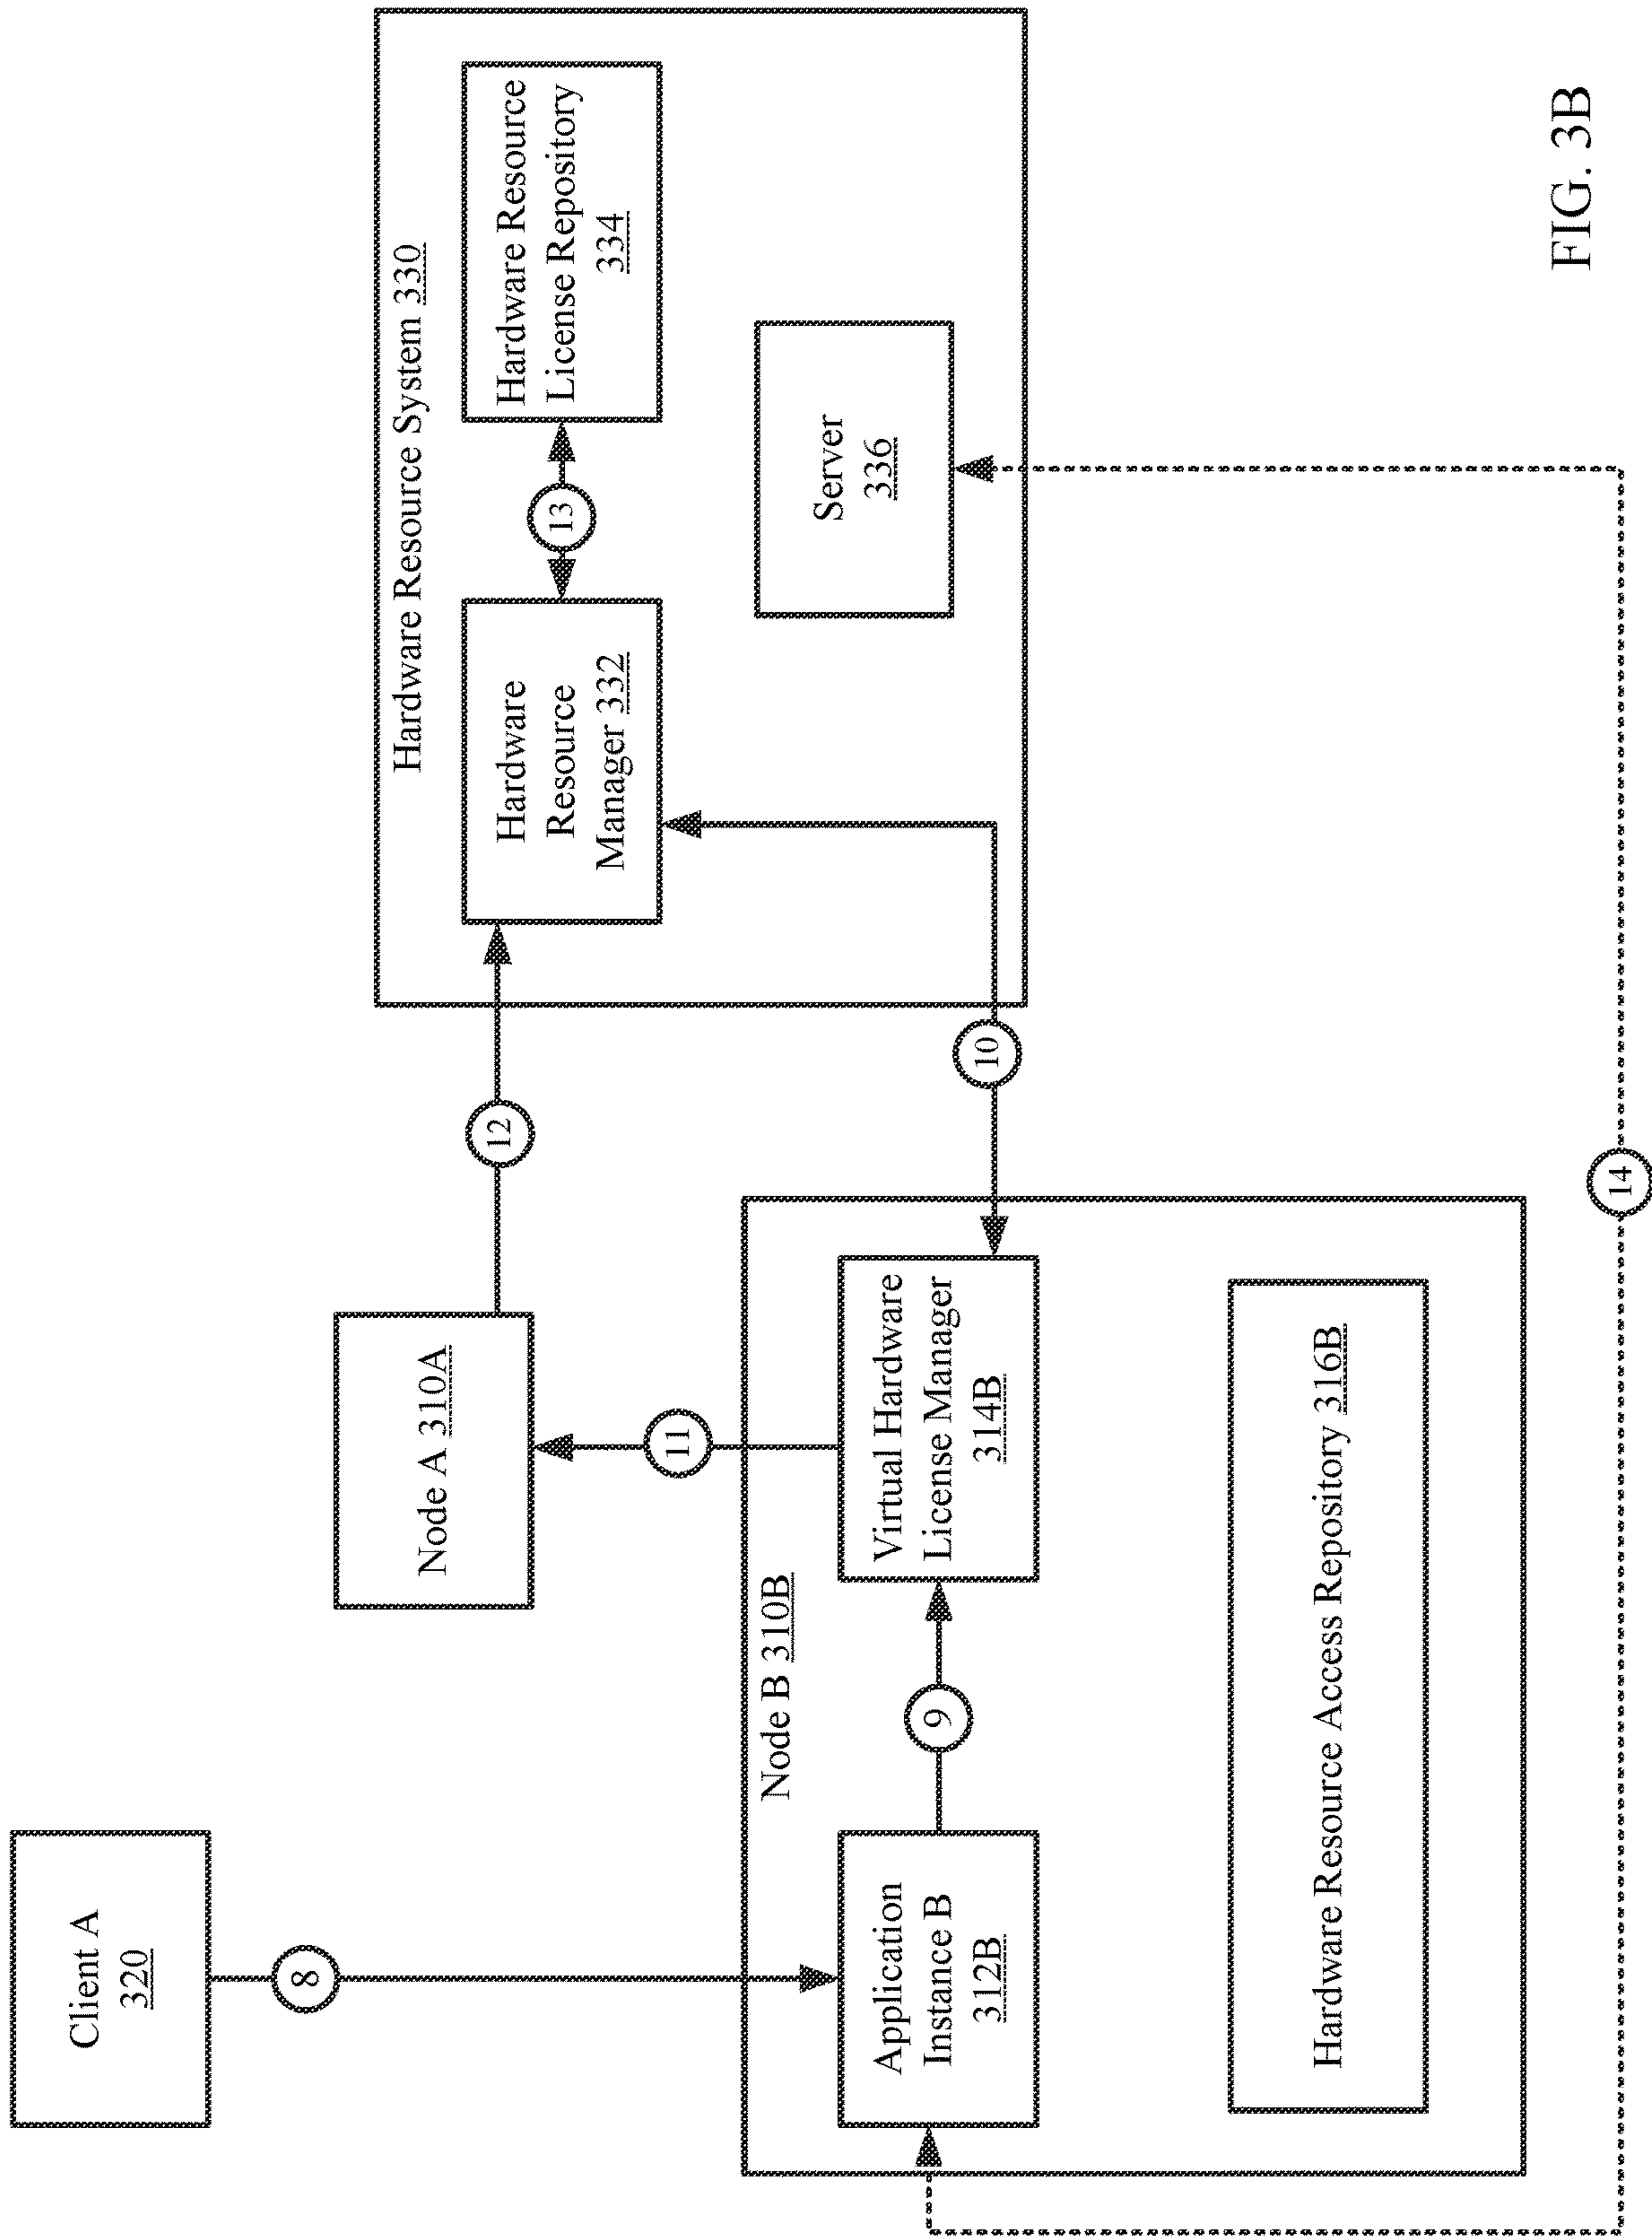 Client A
320
8
Node A 310A
12
Hardware Resource System 330
Hardware
Resource
Manager 332
13
Hardware Resource
License Repository
334
11
Node B 310B
Application
Instance B
312B
9
Virtual Hardware
License Manager
314B
10
Server
336
Hardware Resource Access Repository 316B
14
FIG. 3B